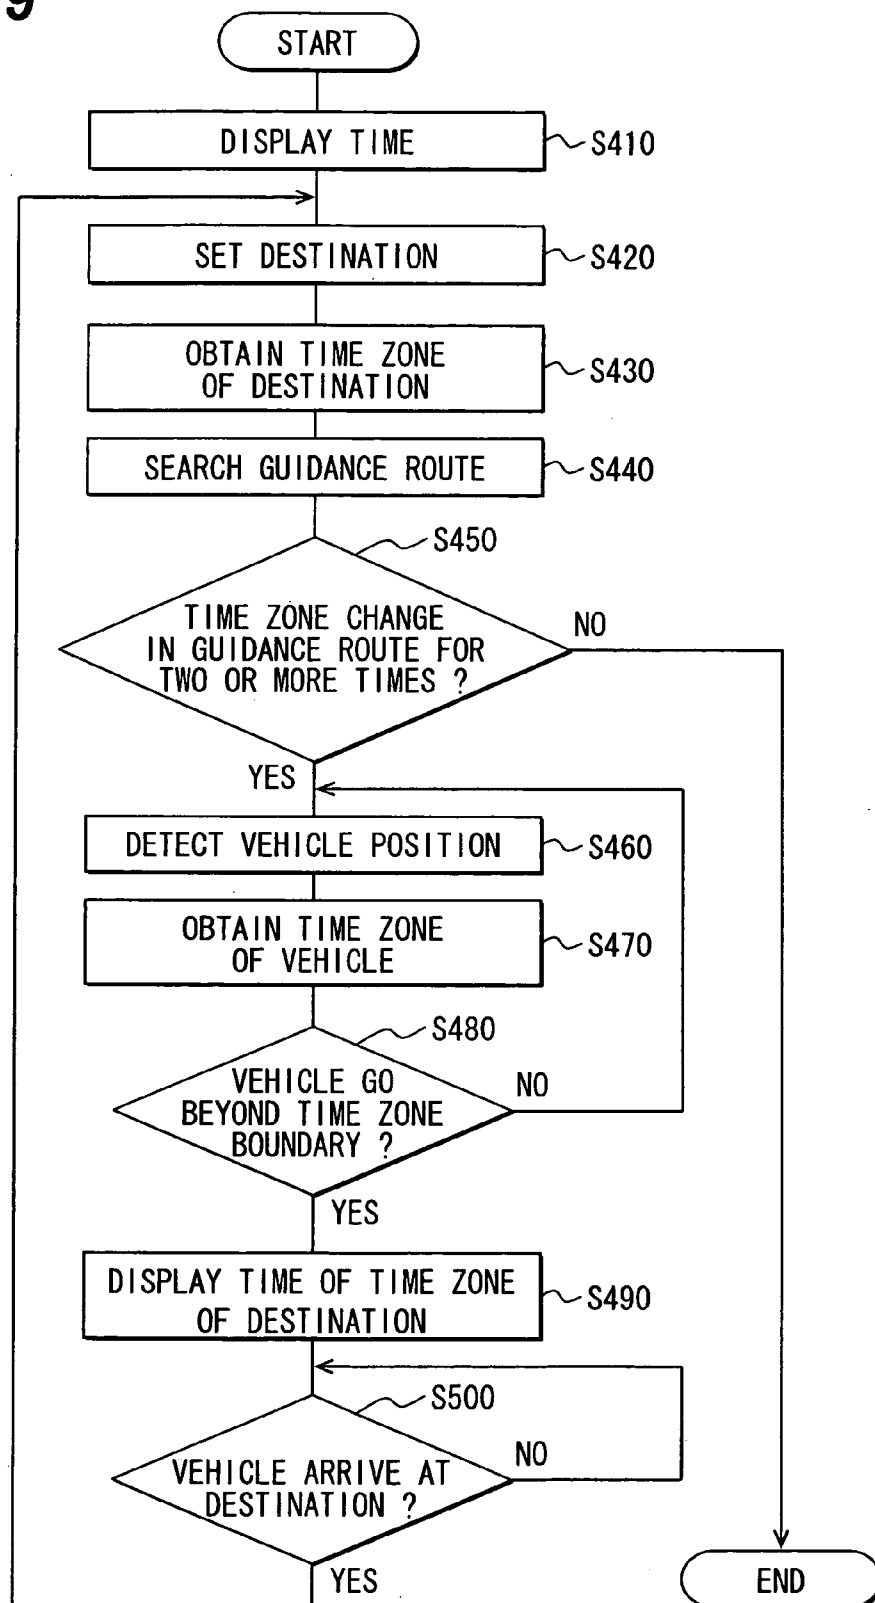 9
START
DISPLAY TIME
S410
SET DESTINATION
S420
OBTAIN TIME ZONE
OF DESTINATION
S430
SEARCH GUIDANCE ROUTE
S440
S450
TIME ZONE CHANGE
IN GUIDANCE ROUTE FOR
TWO OR MORE TIMES ?
NO
YES
DETECT VEHICLE POSITION
S460
OBTAIN TIME ZONE
OF VEHICLE
S470
S480
VEHICLE GO
BEYOND TIME ZONE
BOUNDARY ?
NO
YES
DISPLAY TIME OF TIME ZONE
OF DESTINATION
S490
S500
VEHICLE ARRIVE AT
DESTINATION ?
NO
YES
END